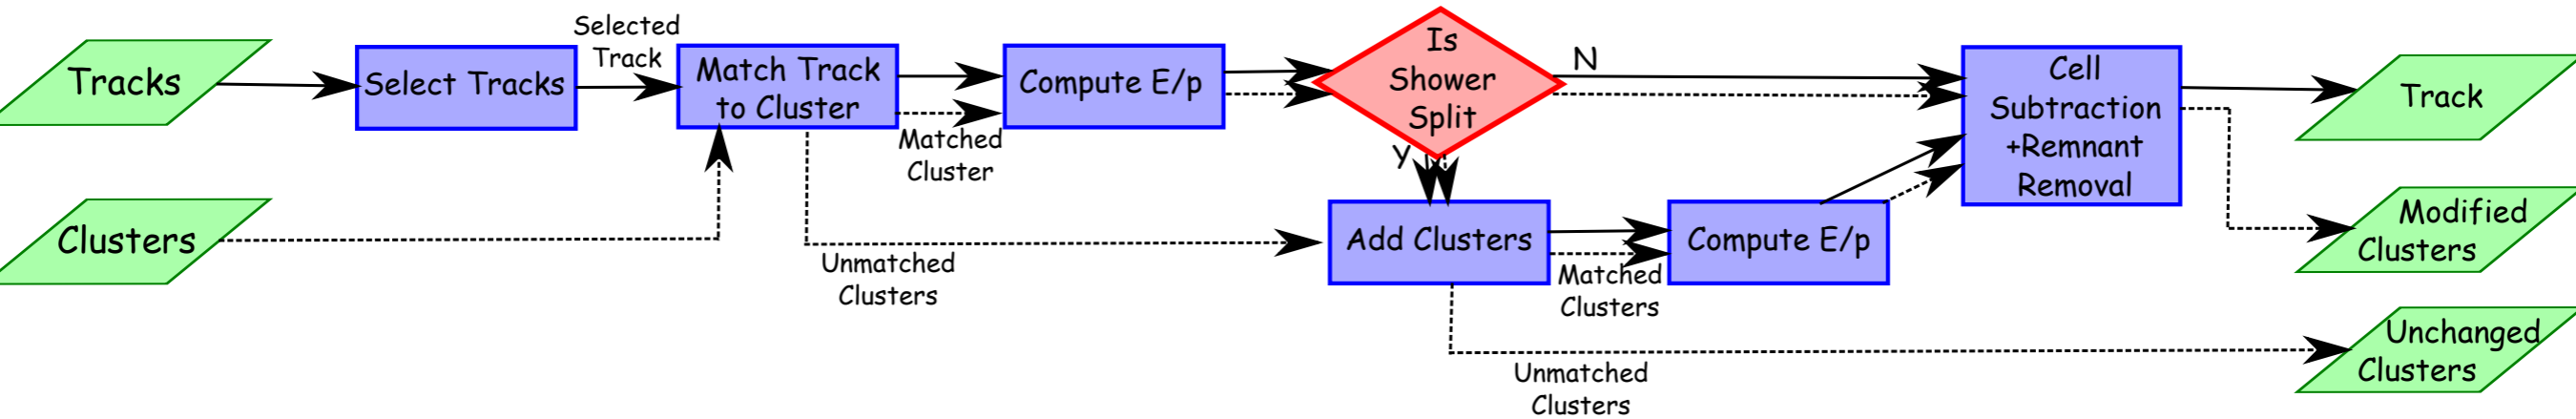 Tracks
Select Tracks
Selected
Track
Match Track
to Cluster
Matched
Cluster
Compute E/p
Is
Shower
Split
N
Y
Cell
Subtraction
+Remnant
Removal
Track
Clusters
Unmatched
Clusters
Add Clusters
Matched
Clusters
Compute E/p
Modified
Clusters
Unmatched
Clusters
Unchanged
Clusters